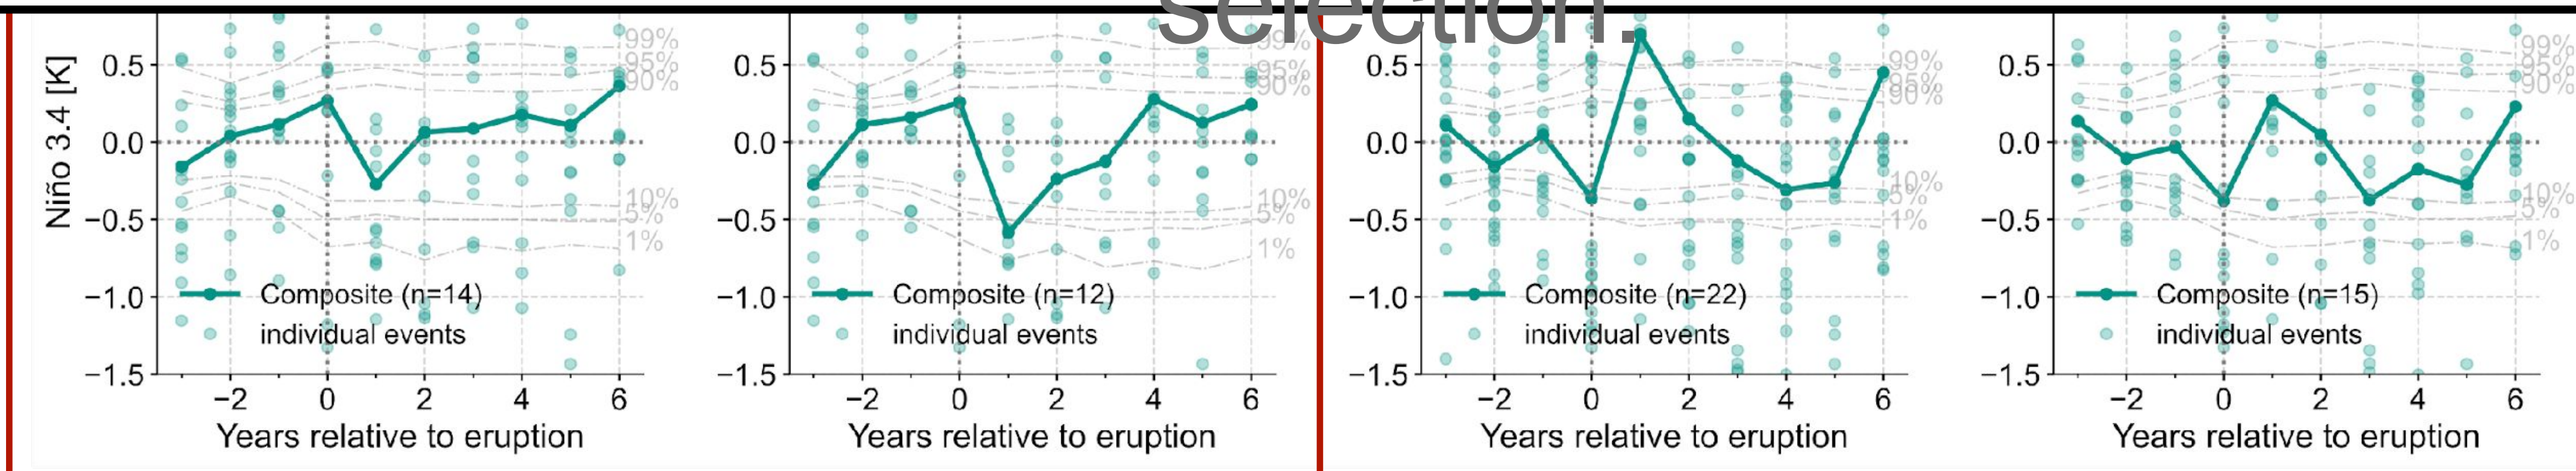 selection.
Niño 3.4 [K]
0.5
0.0
−0.5
−1.0
−1.5
99%
95%
90%
10%
5%
1%
Composite (n=14)
individual events
−2 0 2 4 6
Years relative to eruption
0.5
0.0
−0.5
−1.0
−1.5
99%
95%
90%
10%
5%
1%
Composite (n=12)
individual events
−2 0 2 4 6
Years relative to eruption
0.5
0.0
−0.5
−1.0
−1.5
99%
95%
90%
10%
5%
1%
Composite (n=22)
individual events
−2 0 2 4 6
Years relative to eruption
0.5
0.0
−0.5
−1.0
−1.5
99%
95%
90%
10%
5%
1%
Composite (n=15)
individual events
−2 0 2 4 6
Years relative to eruption